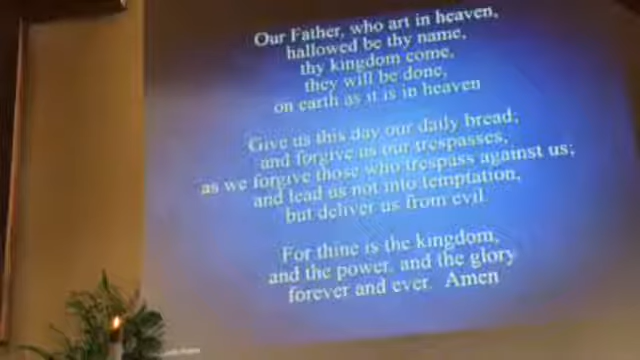 Our Father, who art in heaven,
hallowed be thy name,
thy kingdom come,
they will be done,
on earth as it is in heaven
Give us this day our daily bread;
and forgive us our trespasses,
as we forgive those who trespass against us;
and lead us not into temptation,
but deliver us from evil.
For thine is the kingdom,
and the power, and the glory
forever and ever. Amen